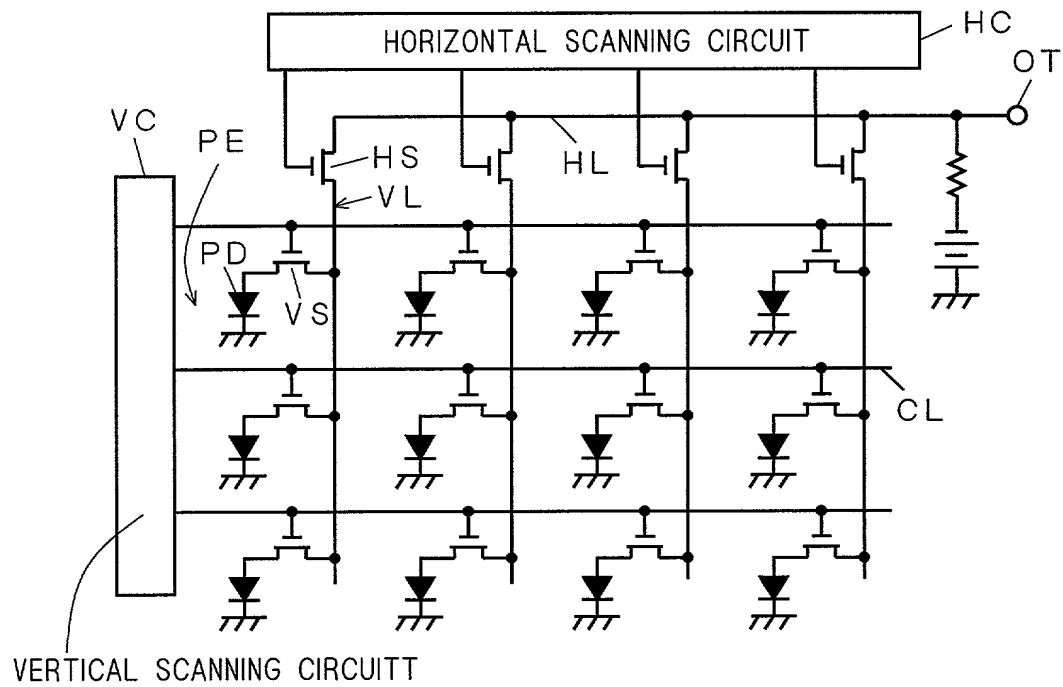 HORIZONTAL SCANNING CIRCUIT
HC
OT
VC
PE
HS
HL
VL
PD
VS
CL
VERTICAL SCANNING CIRCUITT